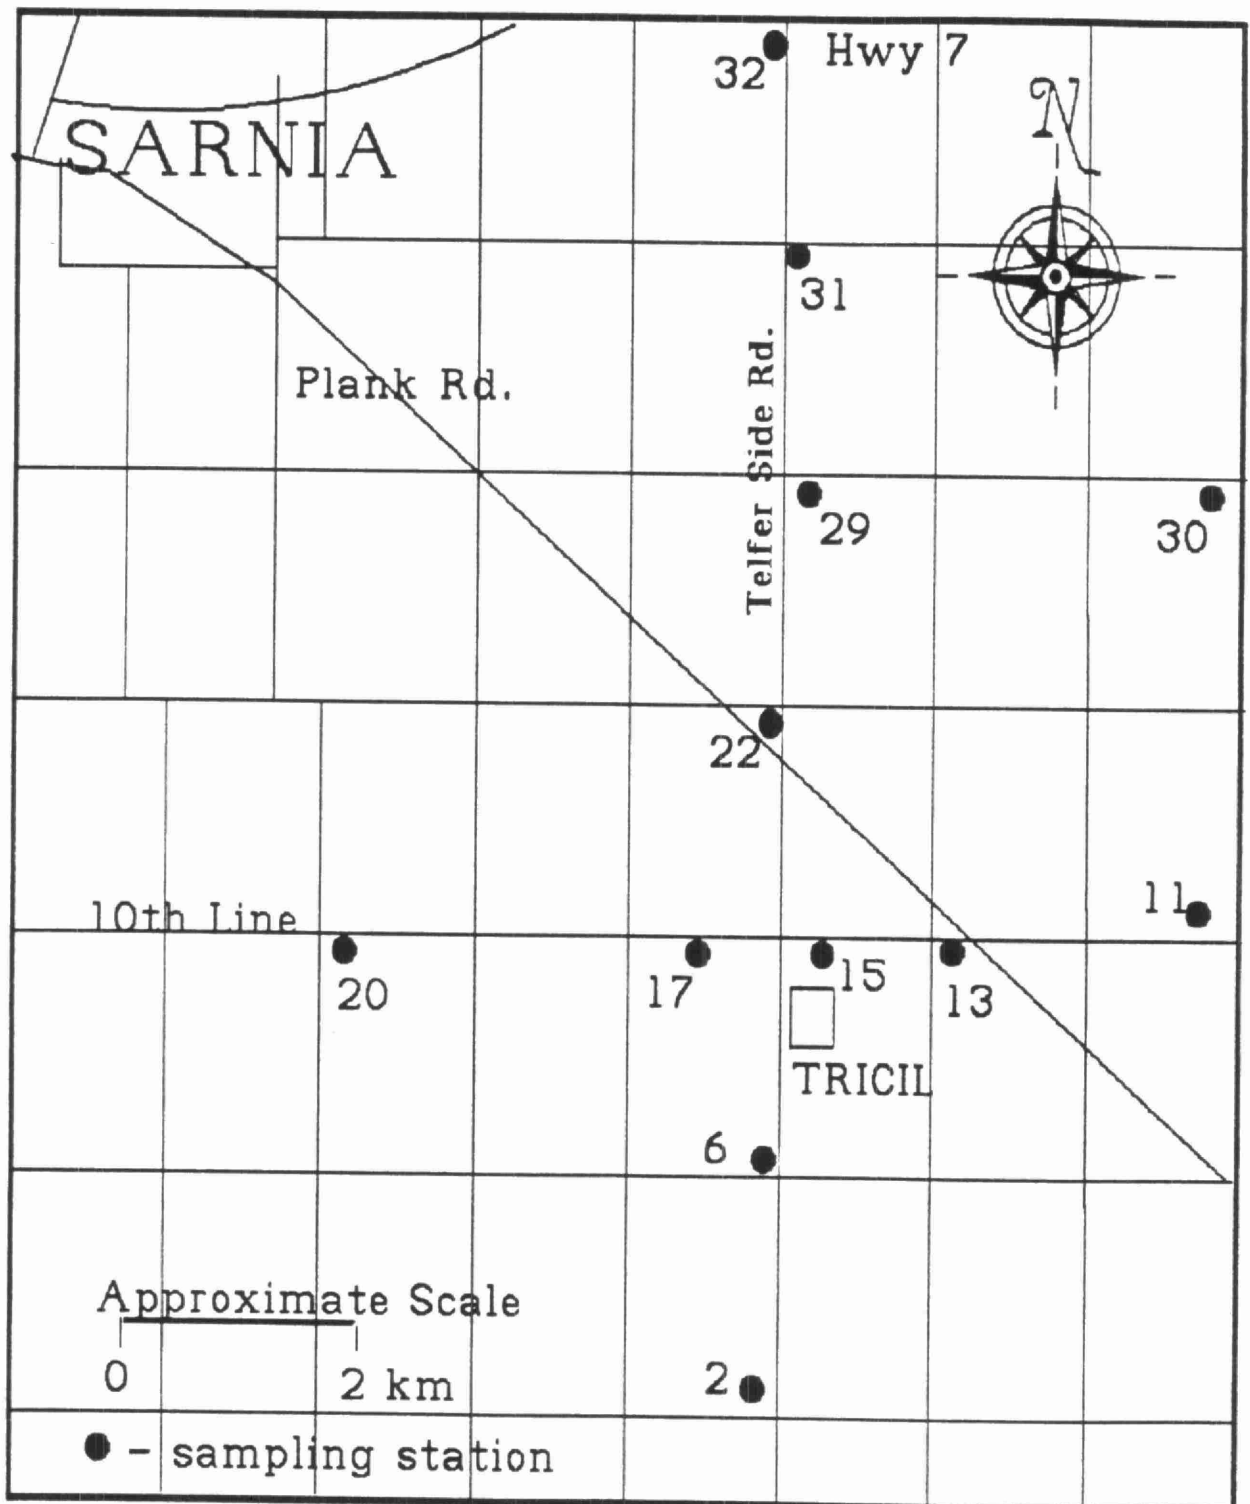 32
Hwy 7
N
SARNIA
31
Telfer Side Rd.
Plank Rd.
29
30
22
11
10th Line
20
17
15
13
TRICIL
6
Approximate Scale
0
2 km
2
- sampling station